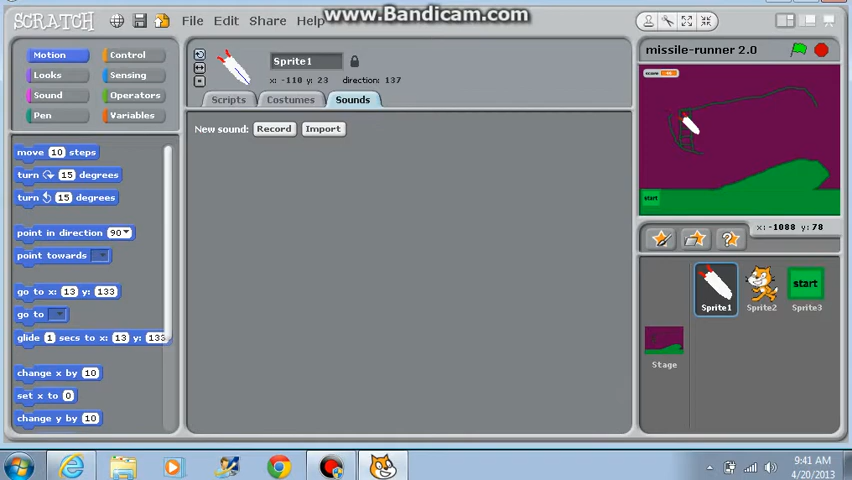 www.Bandicam.com
SCRATCH File Edit Share Help
Motion Control
Looks Sensing
Sound Operators
Pen Variables
Sprite1
x: -110 y: 23 direction: 137
Scripts Costumes Sounds
New sound: Record Import
move 10 steps
turn 15 degrees
turn 15 degrees
point in direction 90
point towards
go to x: 13 y: 133
go to
glide 1 secs to x: 13 y: 133
change x by 10
set x to 0
change y by 10
missile-runner 2.0
score
start
x: -1088 y: 78
start
Sprite1 Sprite2 Sprite3
Stage
9:41 AM
4/20/2013